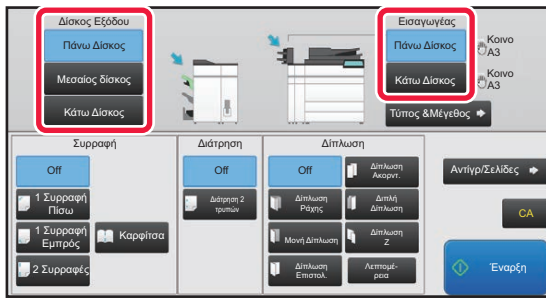 Δίσκος Εξόδου
Πάνω Δίσκος
Μεσαίος δίσκος
Κάτω Δίσκος
Εισαγωγέας
Πάνω Δίσκος
Κοινο
A3
Κάτω Δίσκος
Κοινο
A3
Τύπος &Μέγεθος
Συρραφή
Off
1 Συρραφή
Πίσω
1 Συρραφή
Εμπρός
Καρφίτσα
2 Συρραφές
Διάτρηση
Off
Διάτρηση 2
τρυπών
Δίπλωση
Off
Δίπλωση
Ακορντ.
Δίπλωση
Ράχης
Διπλή
Δίπλωση
Μονή Δίπλωση
Δίπλωση
Z
Δίπλωση
Επιστολ.
Λεπτομέ-
ρεια
Αντίγρ/Σελίδες
CA
Έναρξη